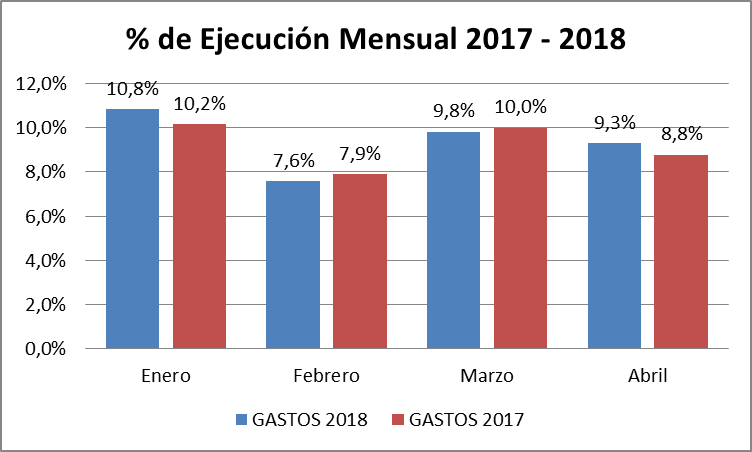 % de Ejecución Mensual 2017 - 2018
12,0%
10,0%
8,0%
6,0%
4,0%
2,0%
0,0%
10,8%
10,2%
7,6%
7,9%
9,8%
10,0%
9,3%
8,8%
Enero
Febrero
Marzo
Abril
GASTOS 2018
GASTOS 2017